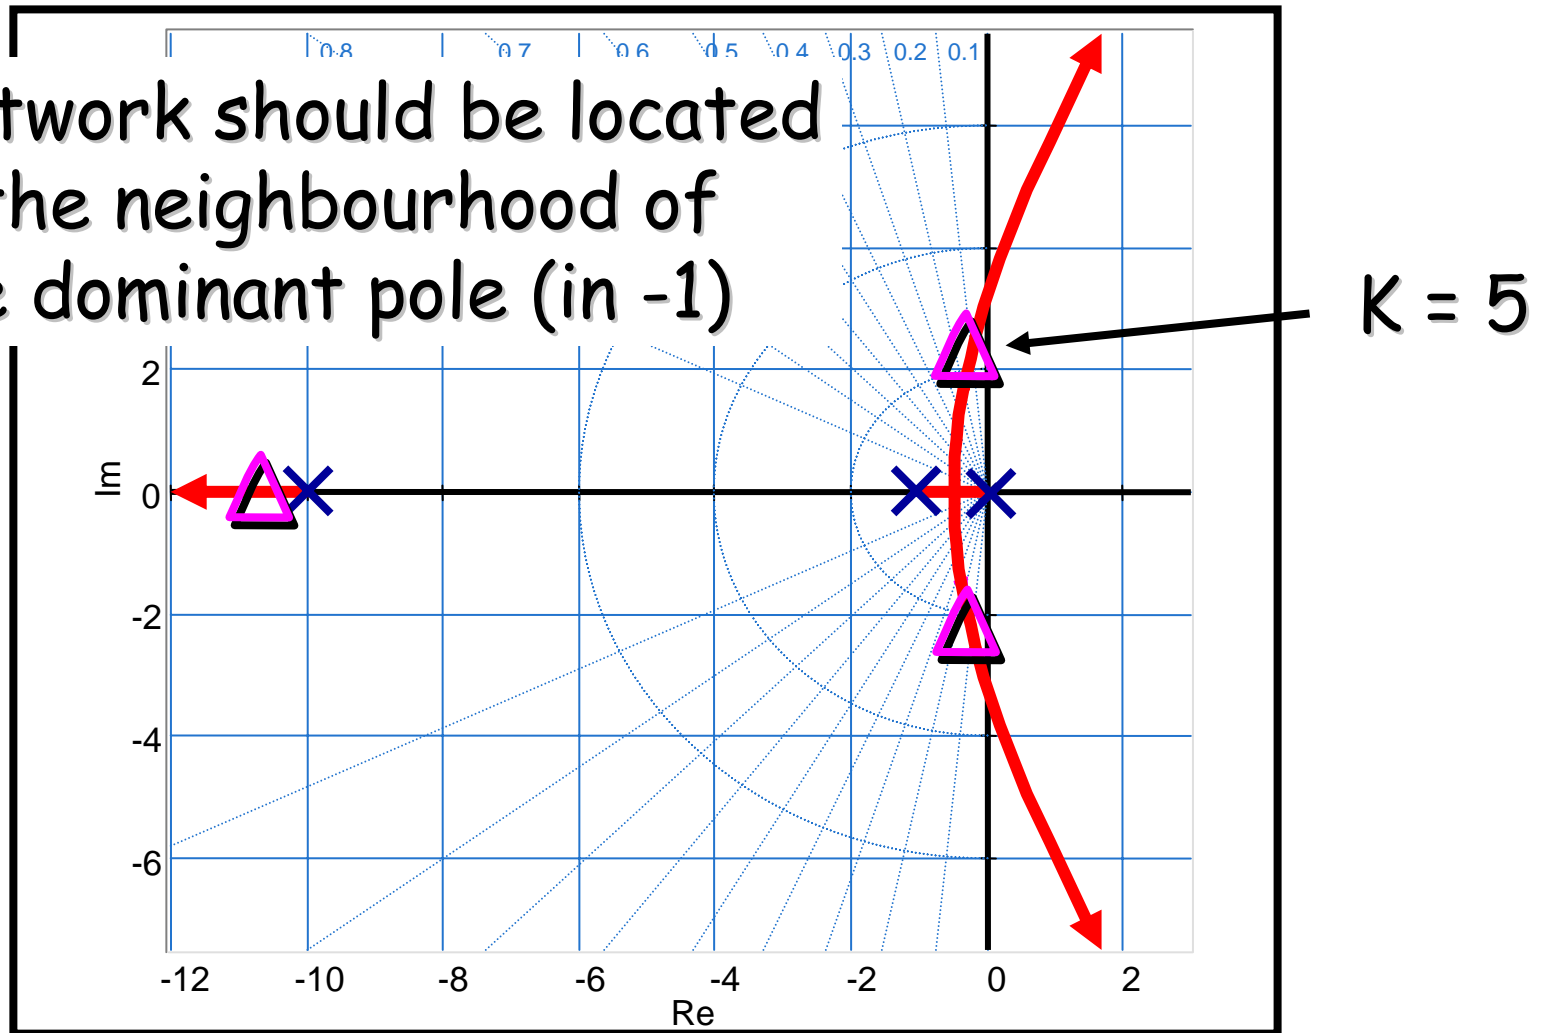 0.8 0.7 0.6 0.5 0.4 0.3 0.2 0.1
should be located
neighbourhood of
dominant pole (in -1)
K = 5
2
Im
0
-2
-4
-6
-12 -10 -8 -6 -4 -2 0 2
Re